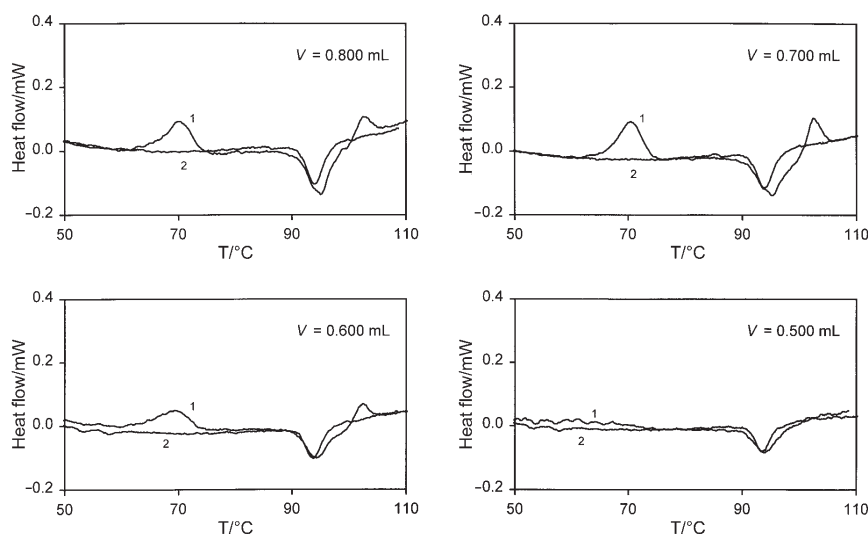 0.4
V = 0.800 mL
0.2
1
0.0
2
–0.2
50 70 90 110
T/°C
Heat flow/mW
0.4
V = 0.700 mL
0.2
1
0.0
2
–0.2
50 70 90 110
T/°C
Heat flow/mW
0.4
V = 0.600 mL
0.2
1
0.0
2
–0.2
50 70 90 110
T/°C
Heat flow/mW
0.4
V = 0.500 mL
0.2
1
0.0
2
–0.2
50 70 90 110
T/°C
Heat flow/mW